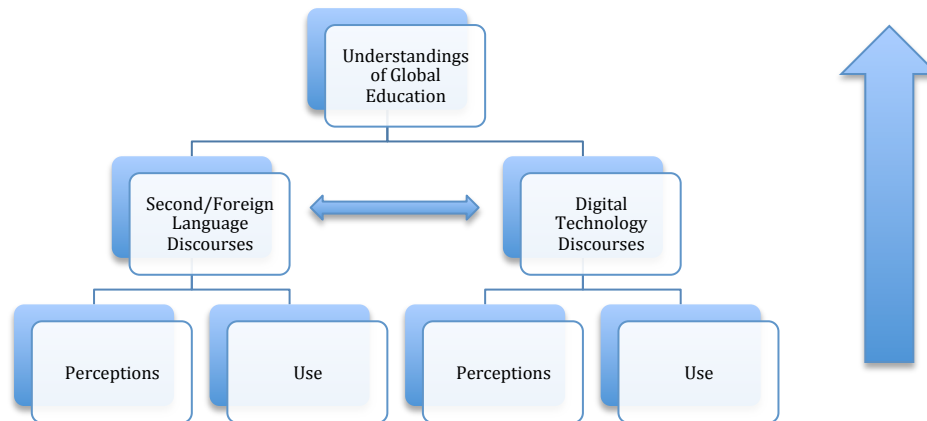 Understandings
of Global
Education
Second/Foreign
Language
Discourses
Digital
Technology
Discourses
Perceptions
Use
Perceptions
Use